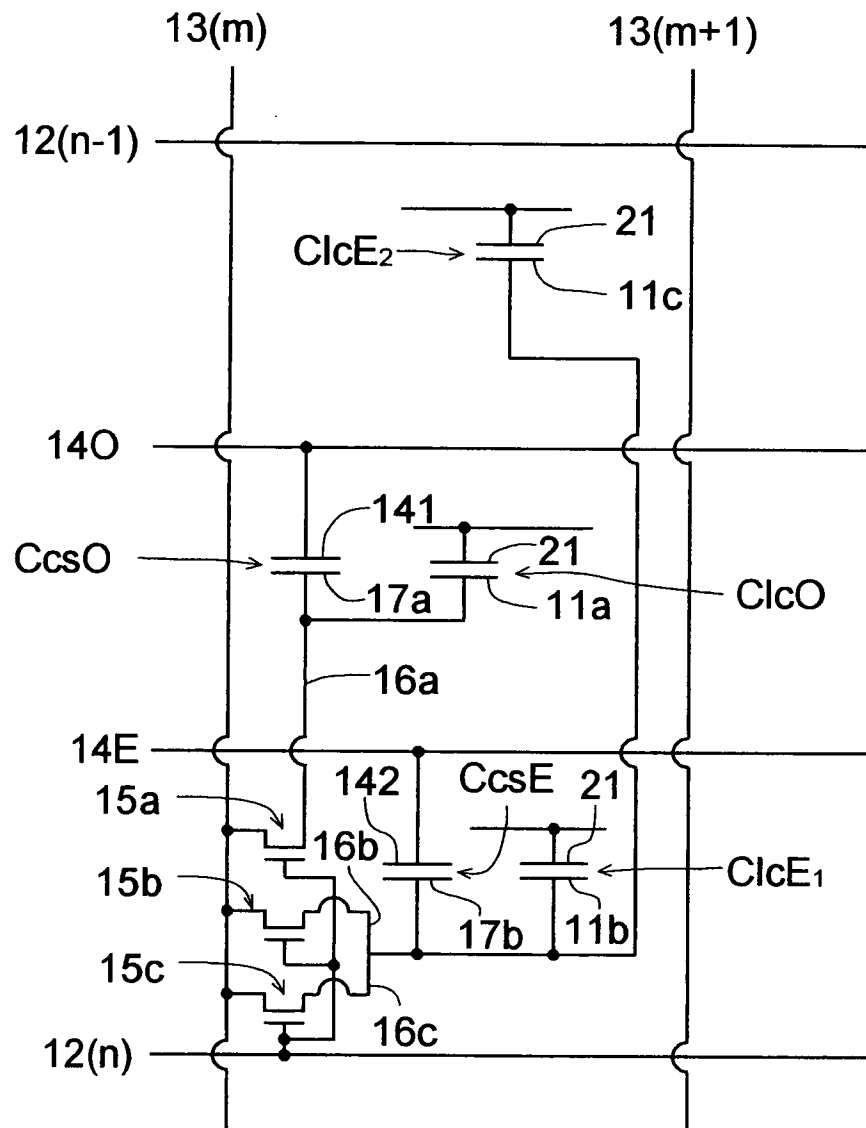 13(m)
13(m+1)
12(n-1)
21
ClcE2
11c
14O
141
21
CcsO
17a
11a
ClcO
16a
14E
142
CcsE
21
15a
16b
15b
ClcE1
17b
11b
15c
16c
12(n)